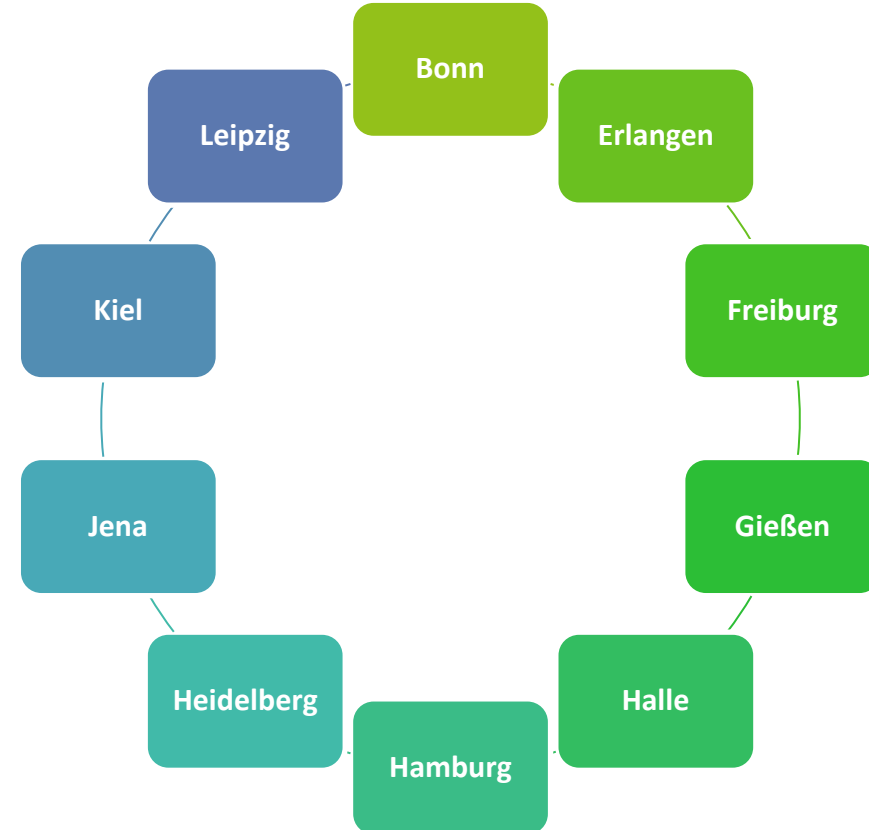 Bonn
Erlangen
Freiburg
Gießen
Halle
Hamburg
Heidelberg
Jena
Kiel
Leipzig